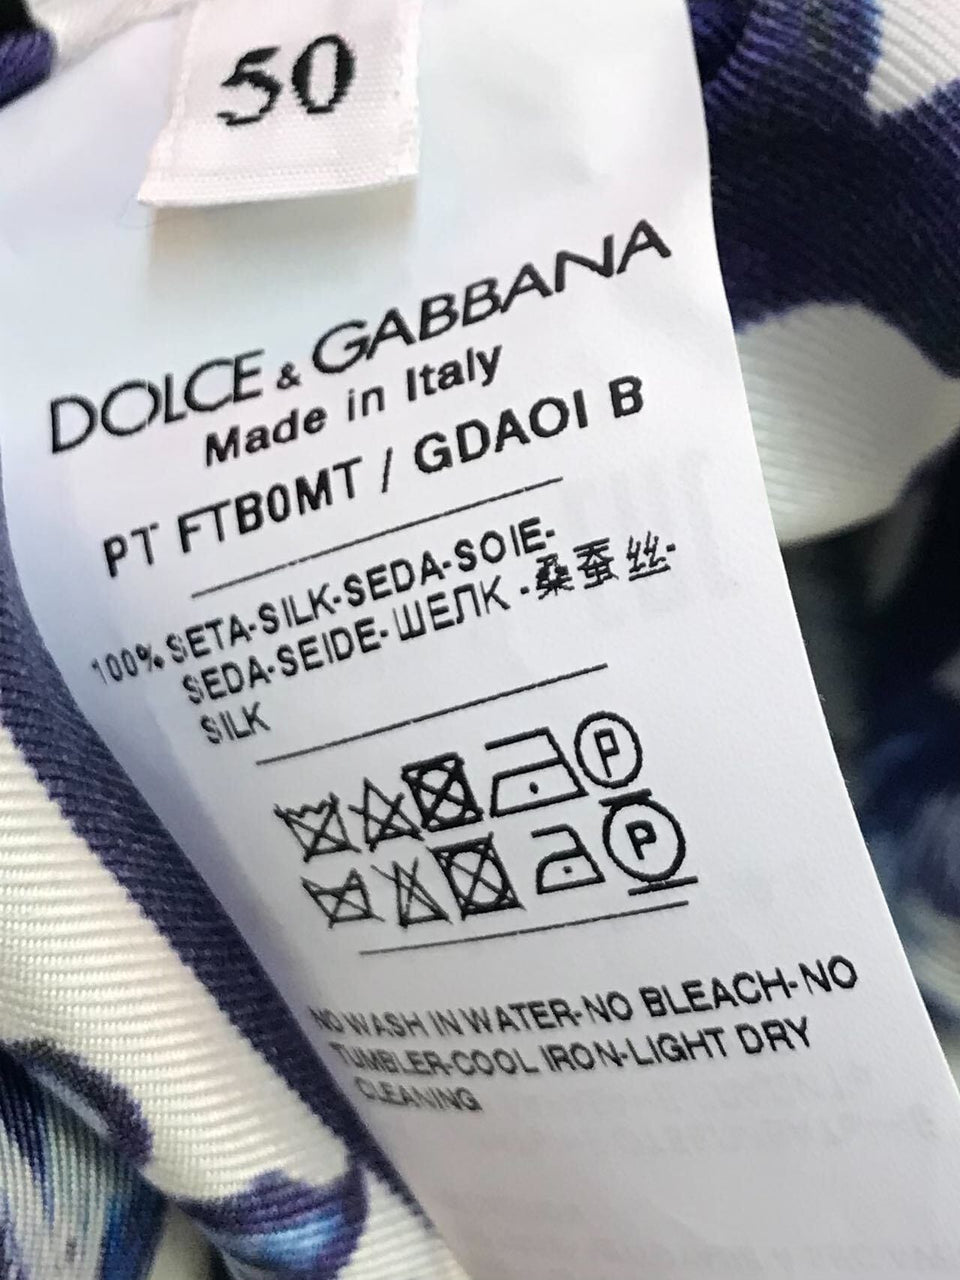 50
DOLCE & GABBANA
Made in Italy
PT FTB0MT / GDAOI B
100% SETA-SILK-SEDA-SOIE-
SEDA-SEIDE-ШЕЛК-桑蚕丝-
SILK
P
P
NO WASH IN WATER-NO BLEACH-NO
TUMBLER-COOL IRON-LIGHT DRY
CLEANING